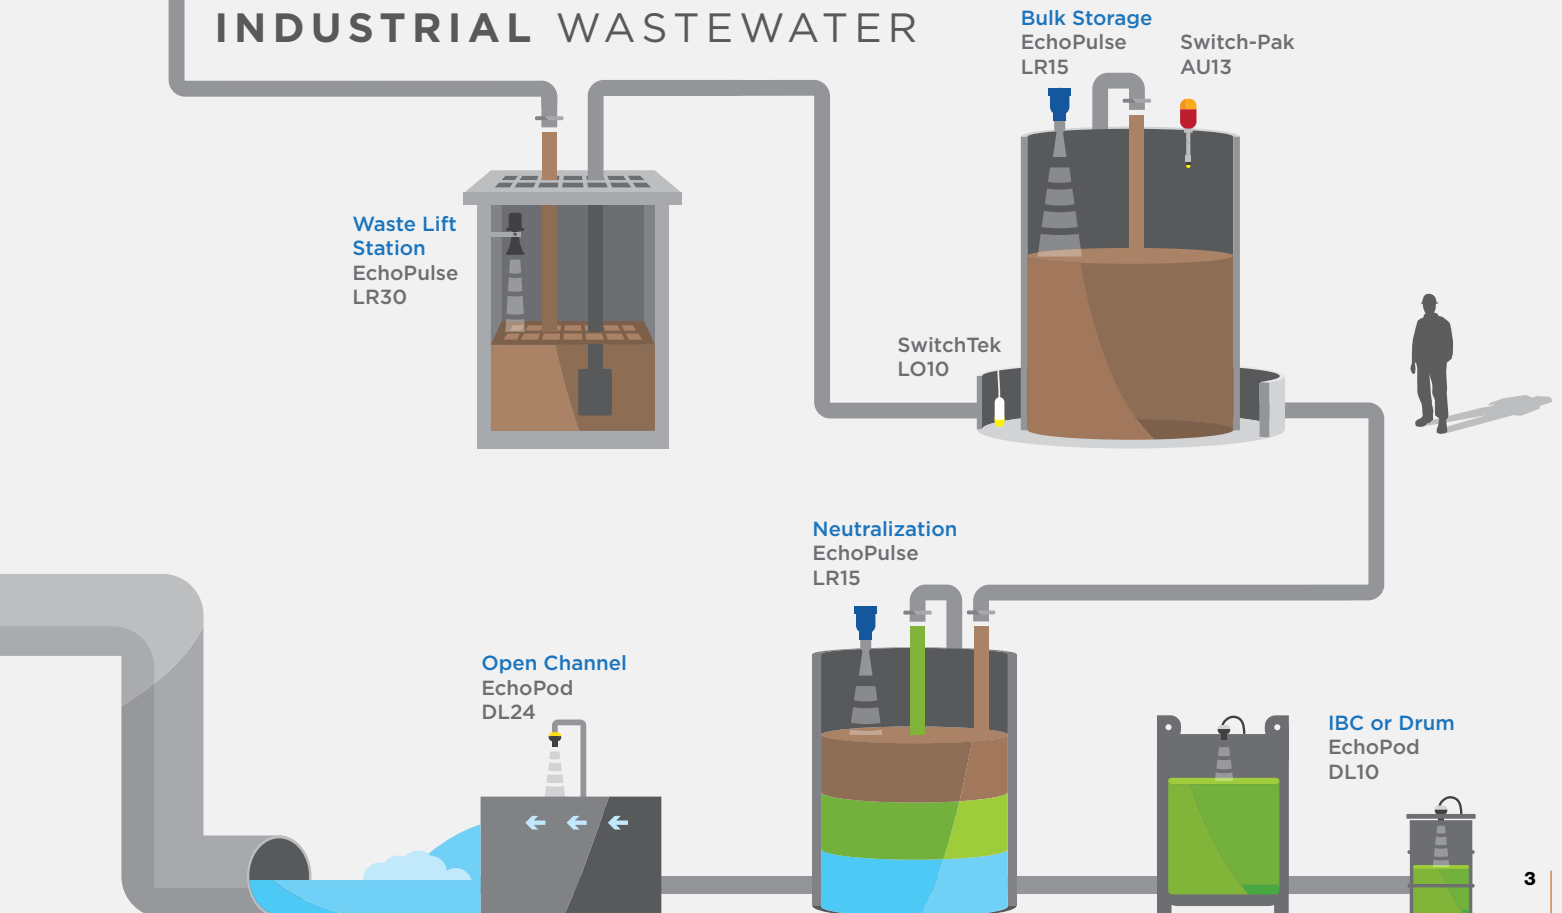 INDUSTRIAL WASTEWATER
Bulk Storage
EchoPulse
LR15
Switch-Pak
AU13
Waste Lift
Station
EchoPulse
LR30
SwitchTek
LO10
Neutralization
EchoPulse
LR15
Open Channel
EchoPod
DL24
IBC or Drum
EchoPod
DL10
3